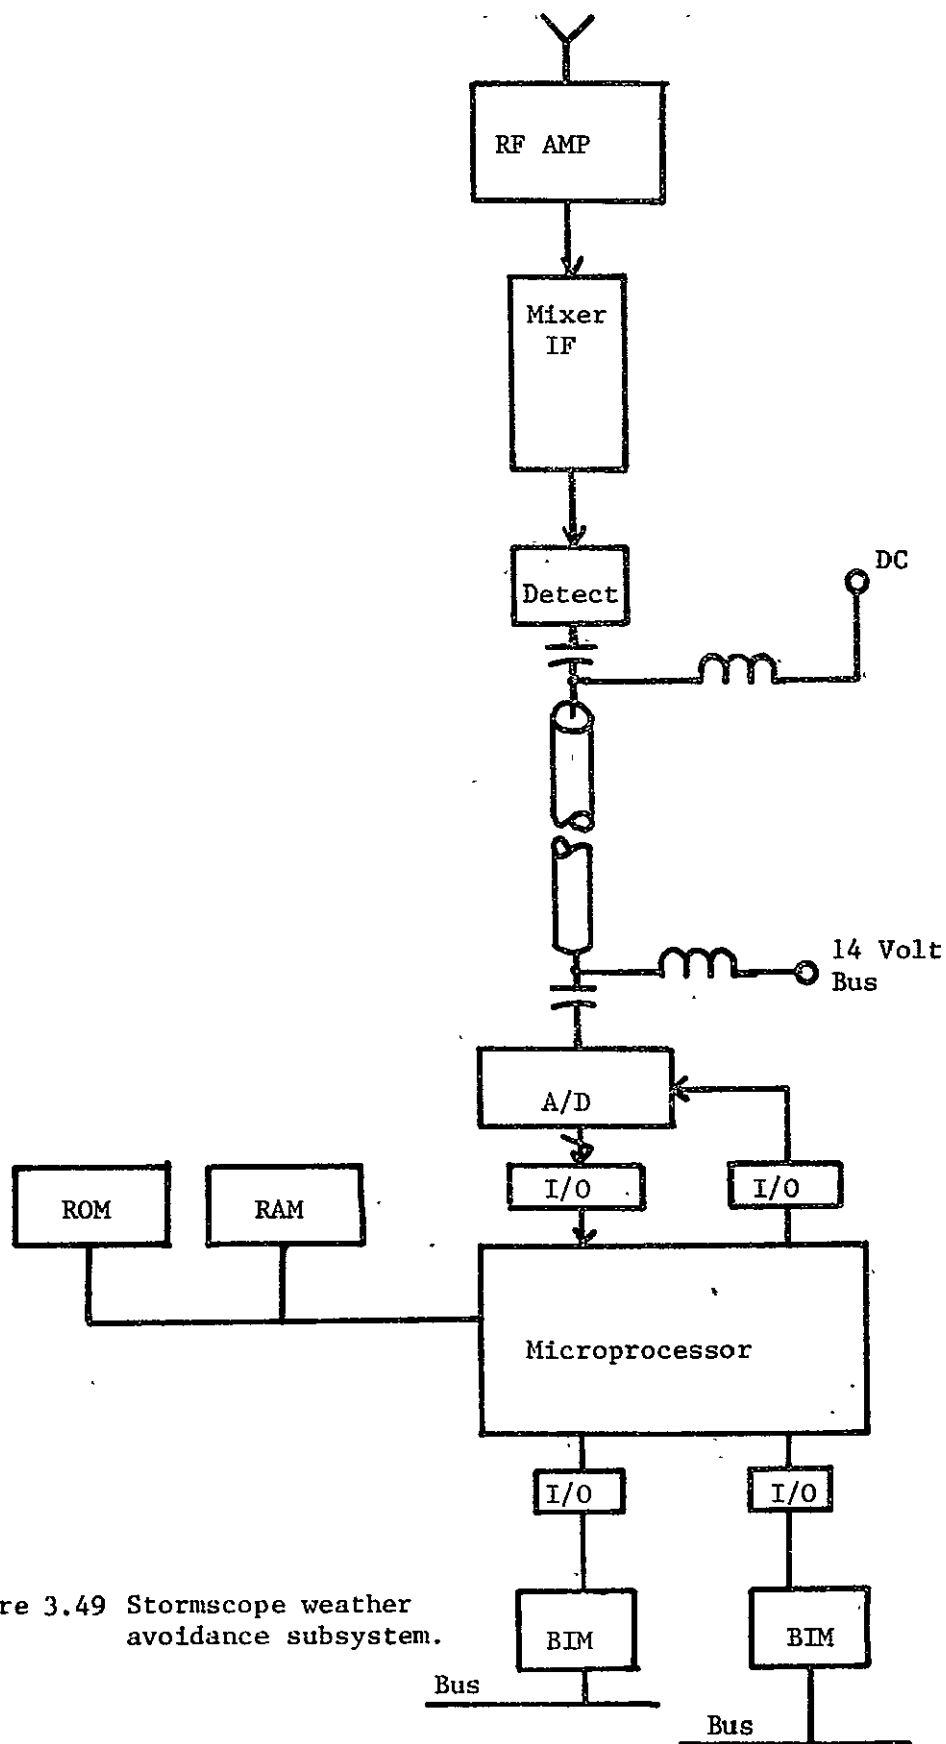 RF AMP
Mixer
IF
Detect
DC
14 Volt
Bus
A/D
I/O
I/O
ROM
RAM
Microprocessor
I/O
I/O
re 3.49 Stormscope weather
avoidance subsystem.
BIM
BIM
Bus
Bus